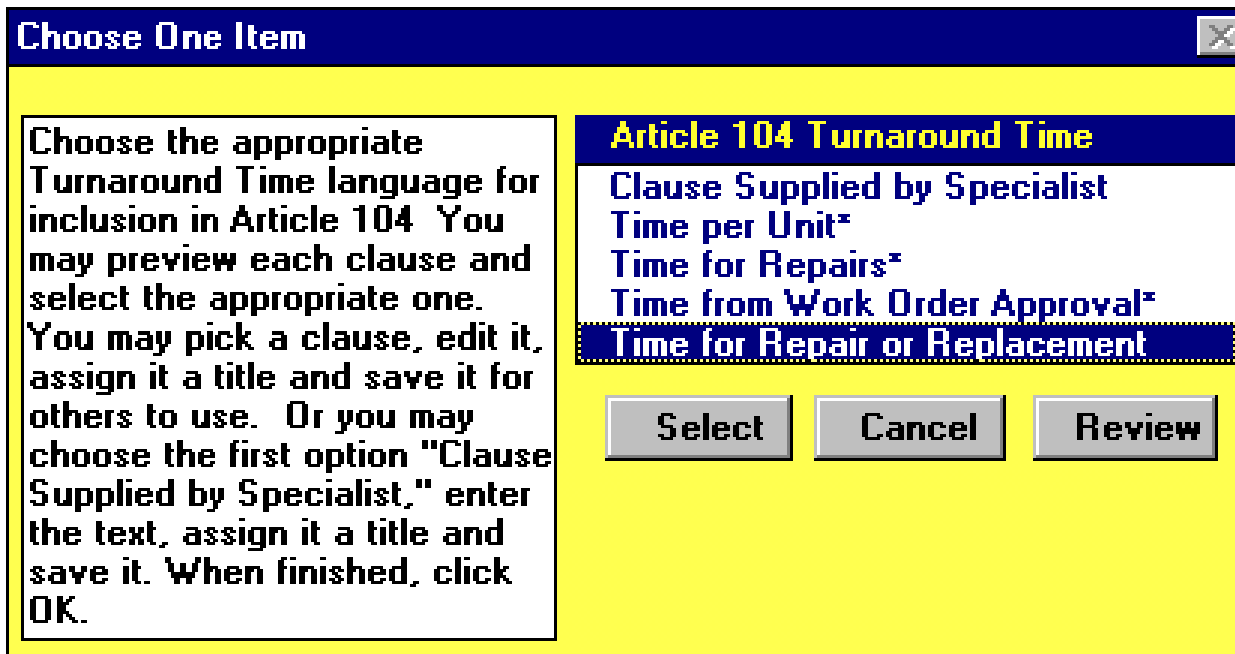 Choose One Item
Choose the appropriate
Turnaround Time language for
inclusion in Article 104  You
may preview each clause and
select the appropriate one.
You may pick a clause, edit it,
assign it a title and save it for
others to use.  Or you may
choose the first option "Clause
Supplied by Specialist," enter
the text, assign it a title and
save it. When finished, click
OK.
Article 104 Turnaround Time
Clause Supplied by Specialist
Time per Unit*
Time for Repairs*
Time from Work Order Approval*
Time for Repair or Replacement
Select
Cancel
Review